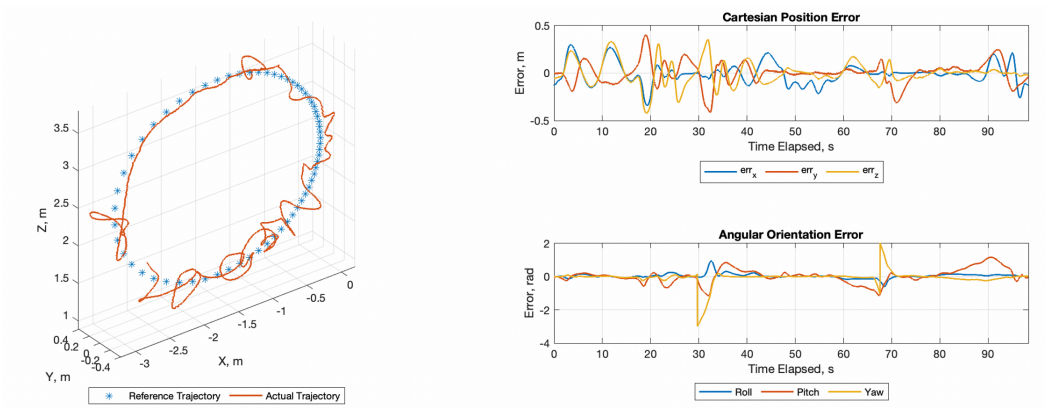 3.5
3
2.5
2
1.5
1
Z, m
0.4
0.2
0
-0.2
-0.4
Y, m
-3
-2.5
-2
-1.5
-1
-0.5
0
X, m
Reference Trajectory
Actual Trajectory
Cartesian Position Error
0.5
0
-0.5
Error, m
0 10 20 30 40 50 60 70 80 90
Time Elapsed, s
err_x err_y err_z
Angular Orientation Error
2
0
-2
-4
Error, rad
0 10 20 30 40 50 60 70 80 90
Time Elapsed, s
Roll Pitch Yaw